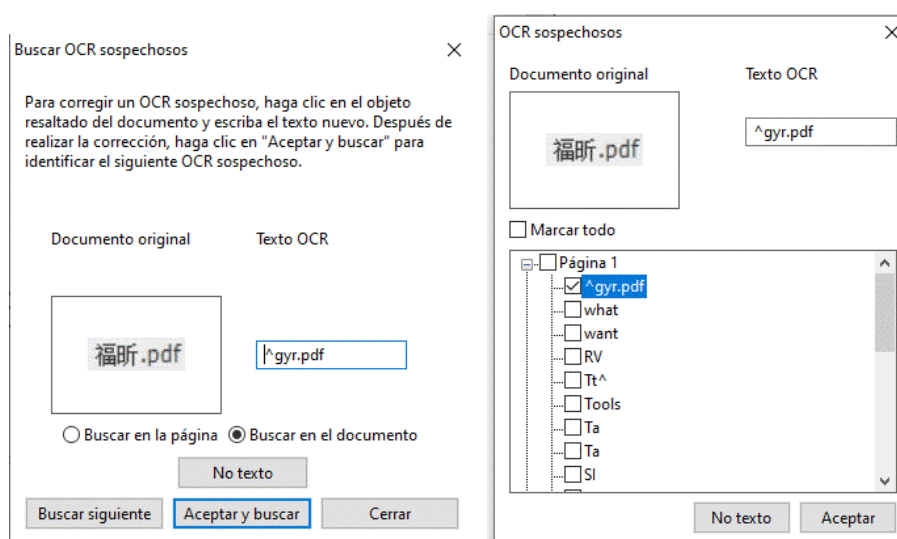 Buscar OCR sospechosos
Para corregir un OCR sospechoso, haga clic en el objeto
resaltado del documento y escriba el texto nuevo. Después de
realizar la corrección, haga clic en "Aceptar y buscar" para
identificar el siguiente OCR sospechoso.
Documento original Texto OCR
福昕.pdf ^gyr.pdf
Buscar en la página Buscar en el documento
No texto
Buscar siguiente Aceptar y buscar Cerrar
OCR sospechosos
Documento original Texto OCR
福昕.pdf ^gyr.pdf
Marcar todo
Página 1
^gyr.pdf
what
want
RV
Tt^
Tools
Ta
Ta
SI
No texto Aceptar